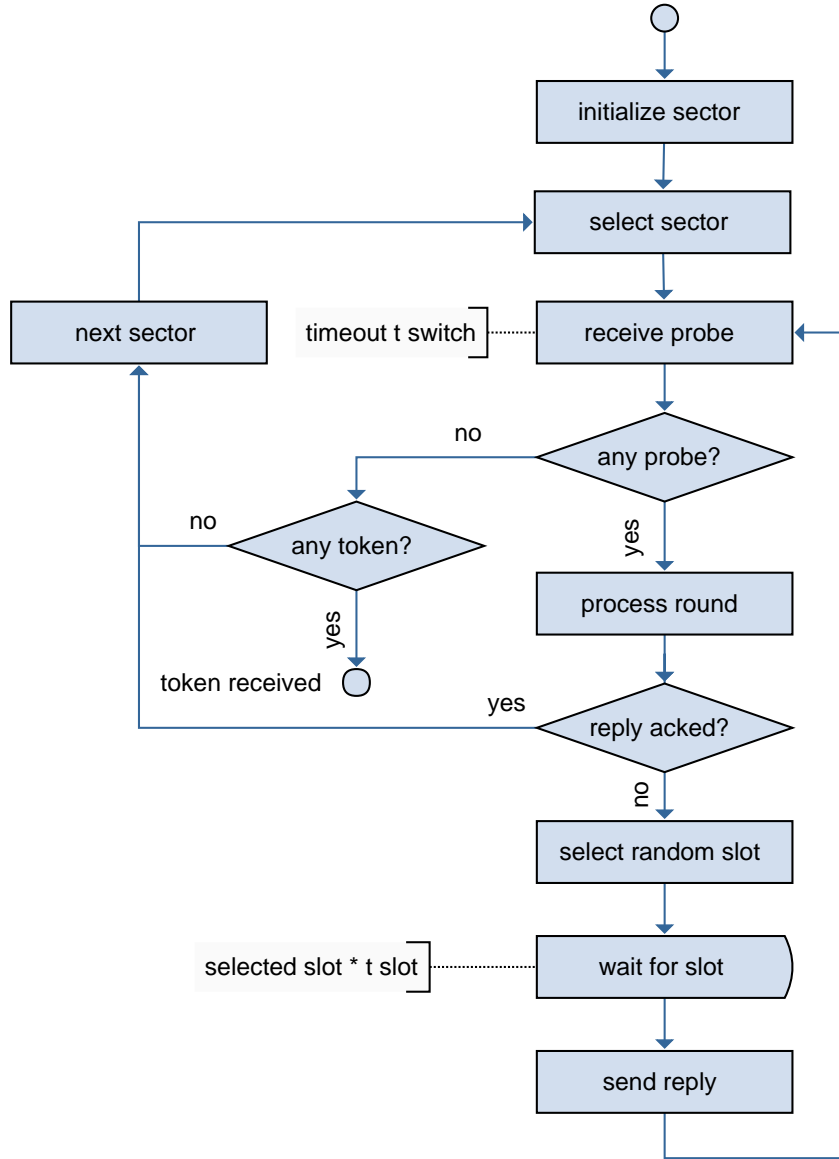 initialize sector
select sector
next sector
timeout t switch
receive probe
no
any probe?
no
any token?
yes
yes
process round
token received
yes
reply acked?
no
select random slot
selected slot * t slot
wait for slot
send reply